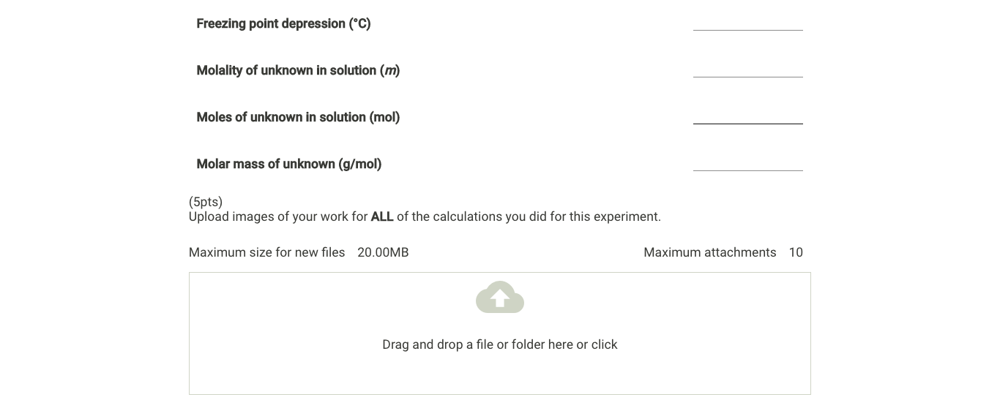 Freezing point depression (°C)
Molality of unknown in solution (m)
Moles of unknown in solution (mol)
Molar mass of unknown (g/mol)
(5pts)
Upload images of your work for ALL of the calculations you did for this experiment.
Maximum size for new files 20.00MB Maximum attachments 10
Drag and drop a file or folder here or click